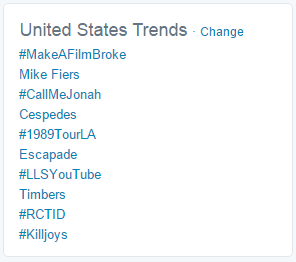 United States Trends · Change
#MakeAFilmBroke
Mike Fiers
#CallMeJonah
Cespedes
#1989TourLA
Escapade
#LLSYouTube
Timbers
#RCTID
#Killjoys